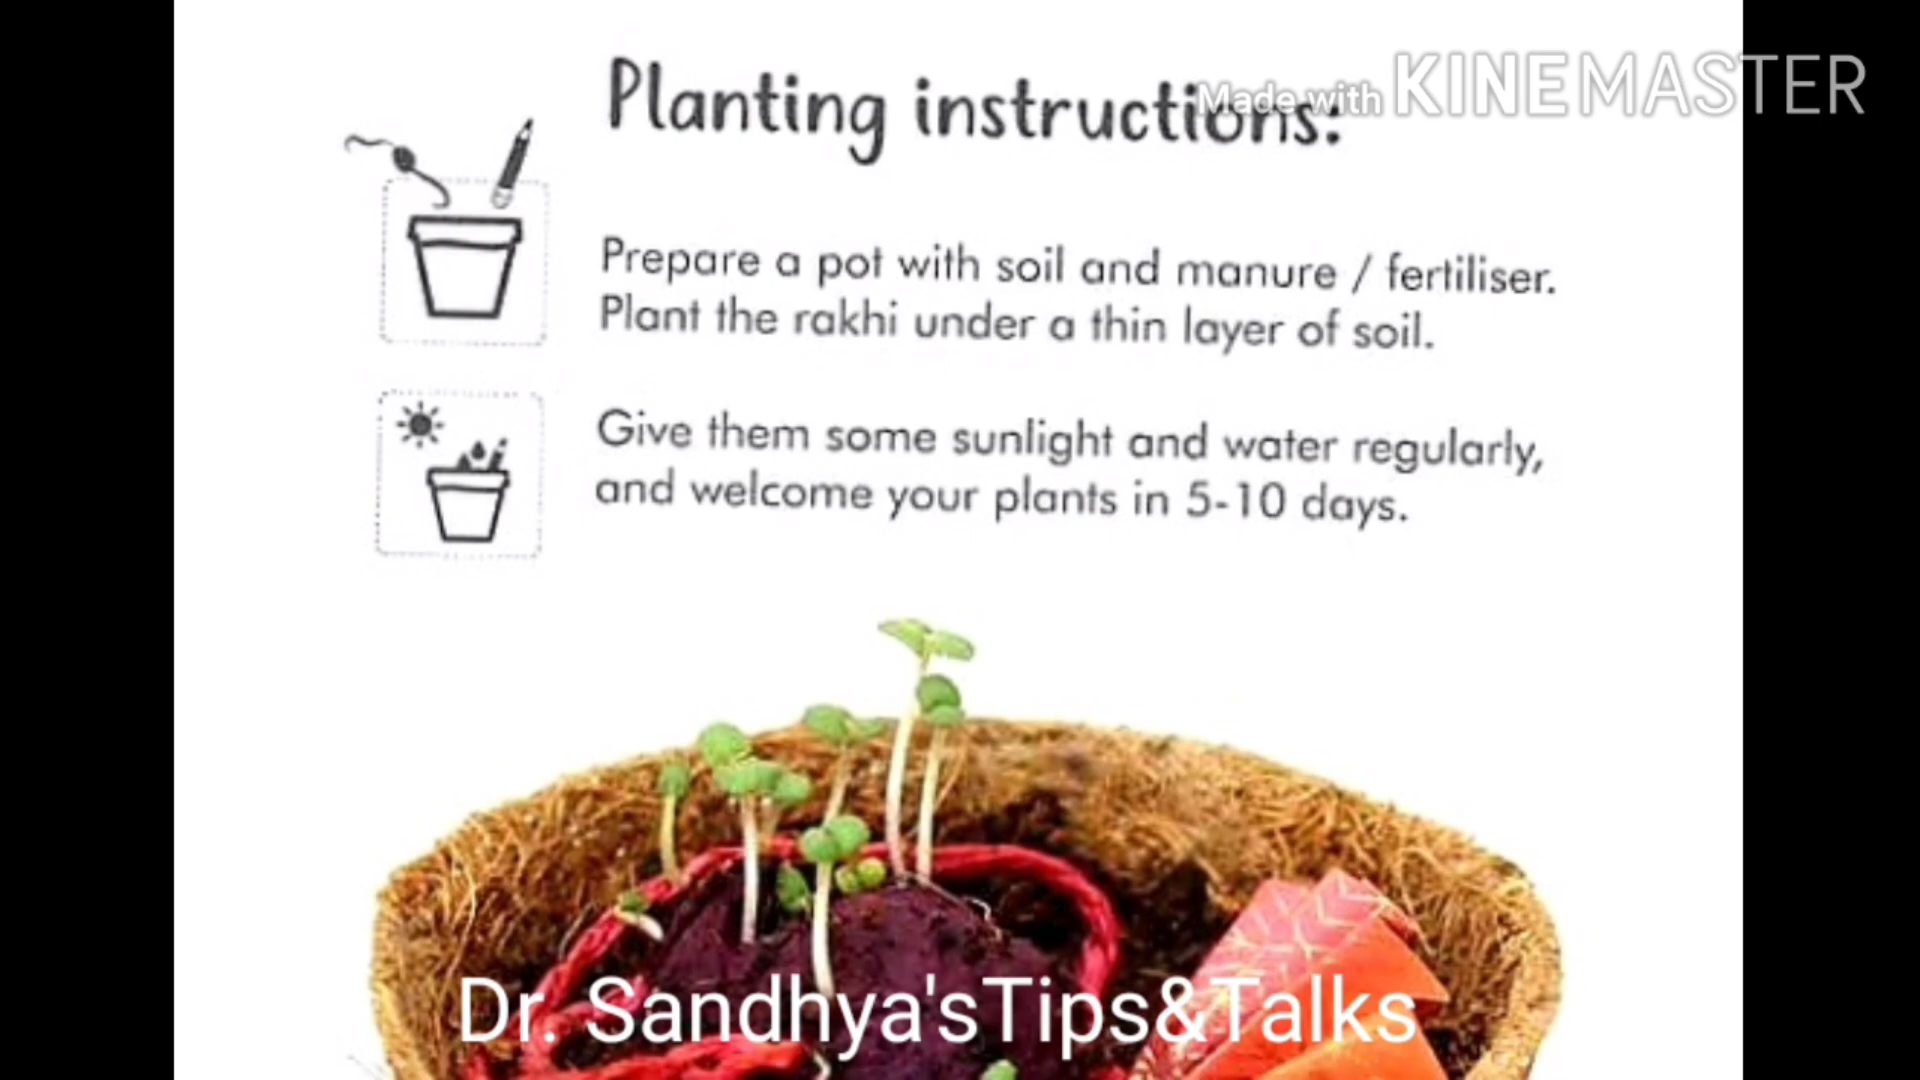 Planting instructions:
Made with KINEMASTER
Prepare a pot with soil and manure / fertiliser.
Plant the rakhi under a thin layer of soil.
Give them some sunlight and water regularly,
and welcome your plants in 5-10 days.
Dr. Sandhya'sTips&Talks